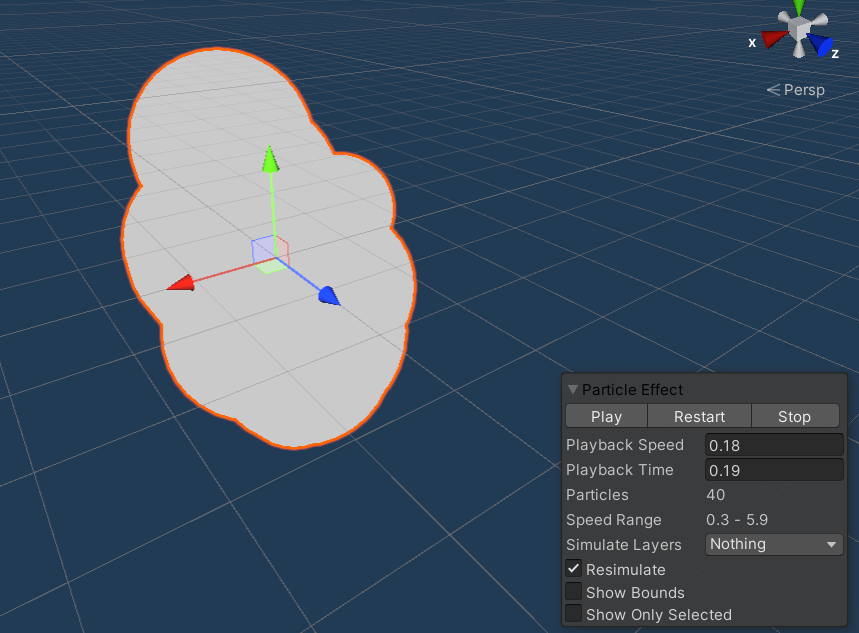 x
z
Persp
Particle Effect
Play Restart Stop
Playback Speed 0.18
Playback Time 0.19
Particles 40
Speed Range 0.3 - 5.9
Simulate Layers Nothing
Resimulate
Show Bounds
Show Only Selected